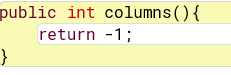 public int columns(){
return -1;
}